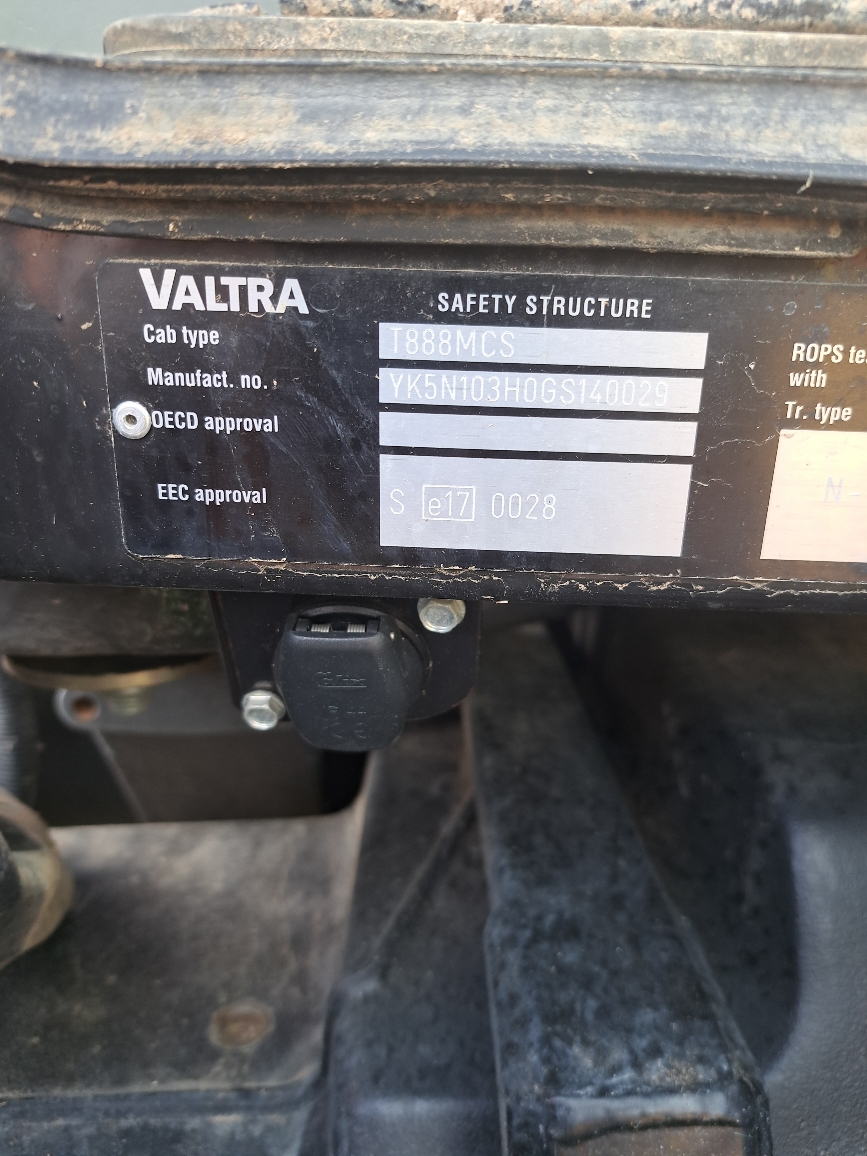 VALTRA
SAFETY STRUCTURE
Cab type T888MCS
Manufact. no. YK5N103H0GS140029
OECD approval
EEC approval S e17 0028
ROPS
with
Tr. type
N